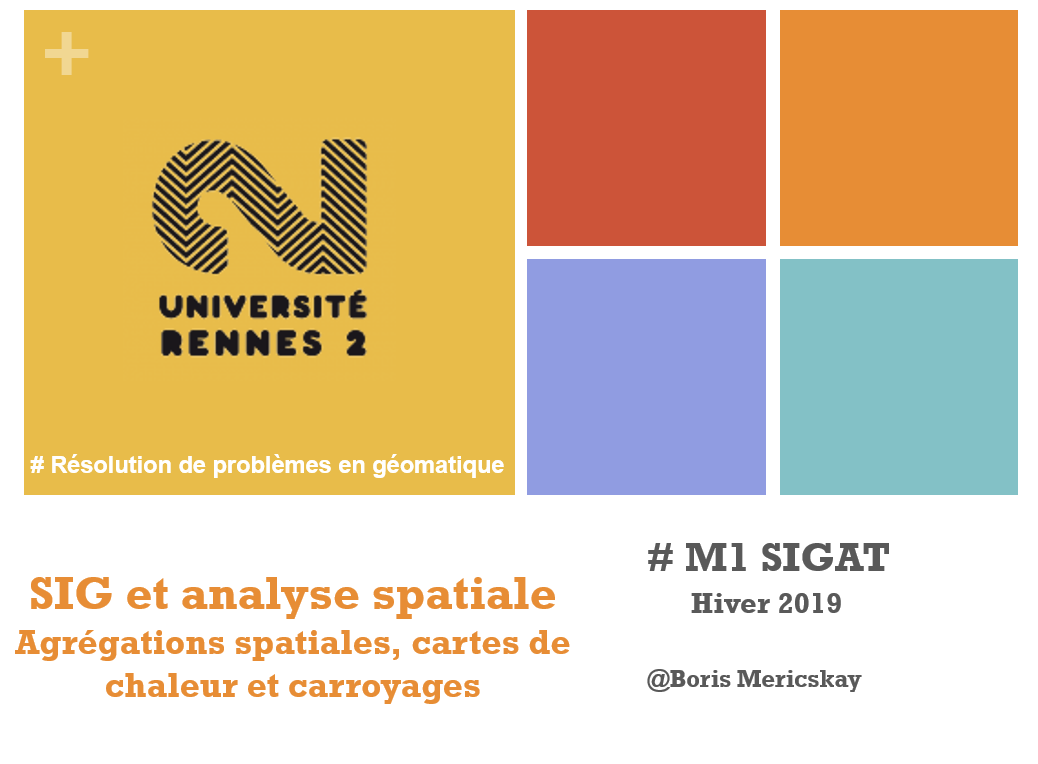 +
UNIVERSITÉ
RENNES 2
# Résolution de problèmes en géomatique
SIG et analyse spatiale
Agrégations spatiales, cartes de
chaleur et carroyages
# M1 SIGAT
Hiver 2019
@Boris Mericskay